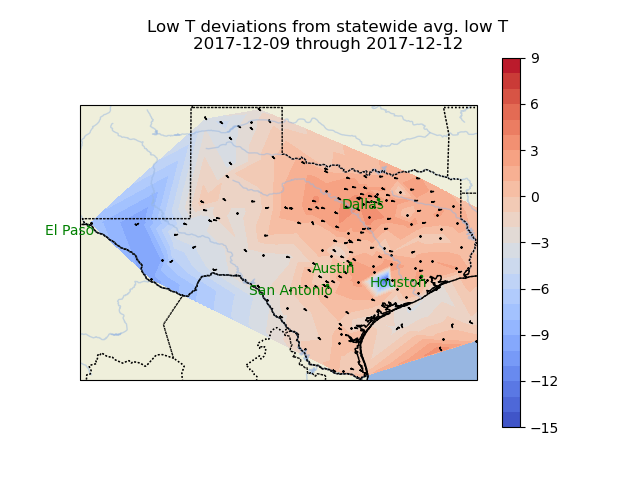 Low T deviations from statewide avg. low T
2017-12-09 through 2017-12-12
9
6
3
0
−3
−6
−9
−12
−15
Dallas
El Paso
Austin
San Antonio
Houston